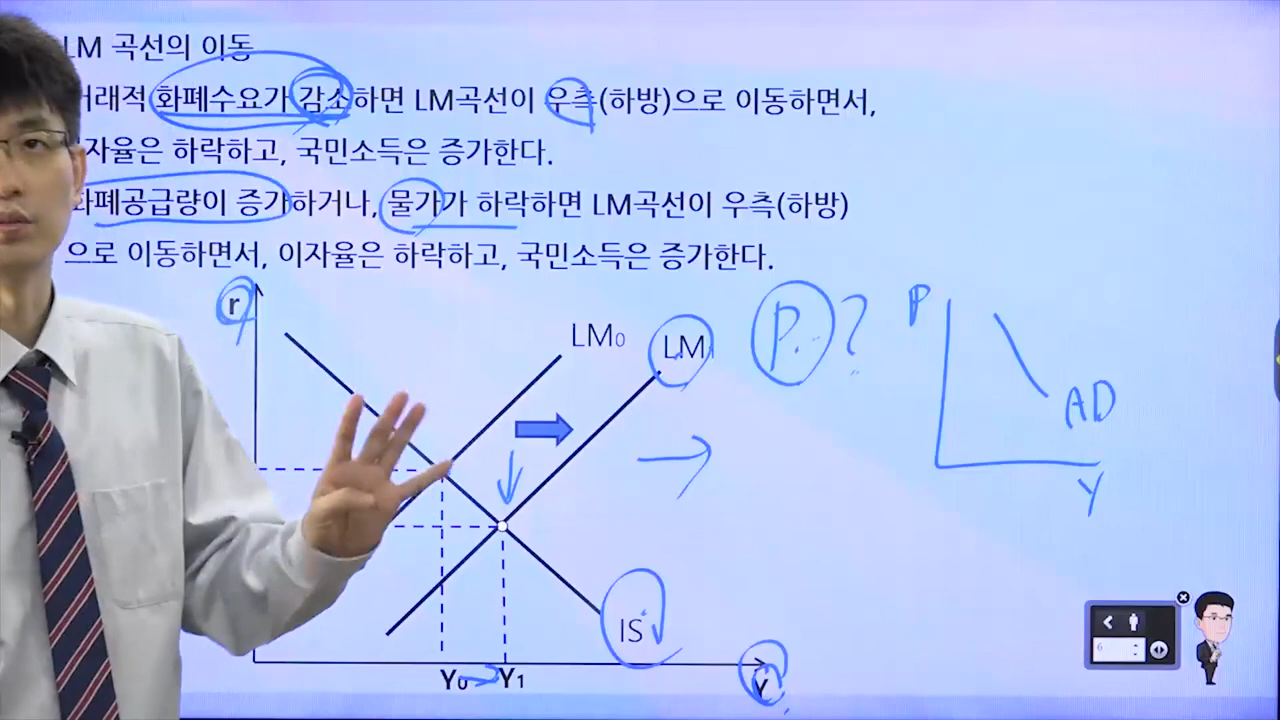 LM 곡선의 이동
거래적 화폐수요가 감소하면 LM곡선이 우측(하방)으로 이동하면서,
이자율은 하락하고, 국민소득은 증가한다.
화폐공급량이 증가하거나, 물가가 하락하면 LM곡선이 우측(하방)
으로 이동하면서, 이자율은 하락하고, 국민소득은 증가한다.
r
LM₀
LM₁
P. ?
P
AD
Y
IS
Y₀
Y₁
Y
6